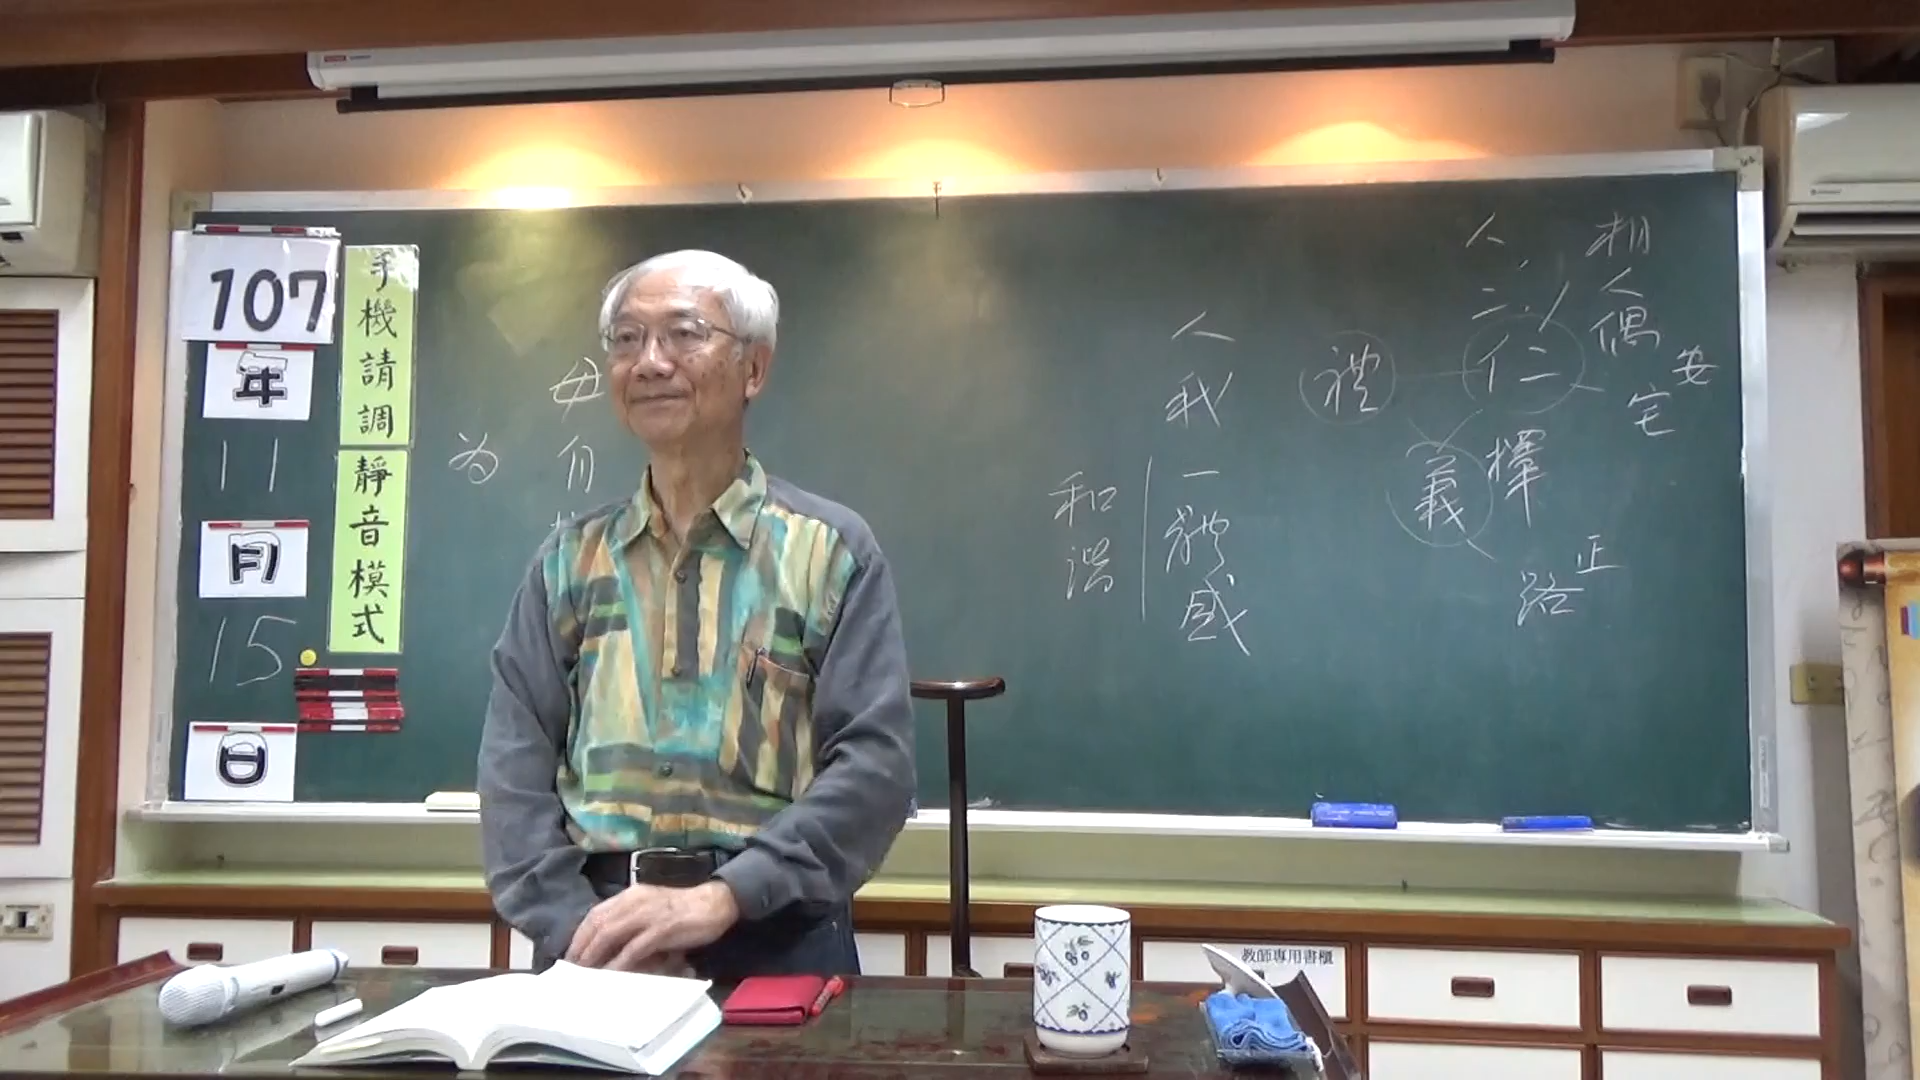 107
年
11
月
15
日
手機請調
靜音模式
相人偶
安宅
人二
仁
禮
義
擇
正路
人我一體感
和諧
毋自
為
教師專用書櫃